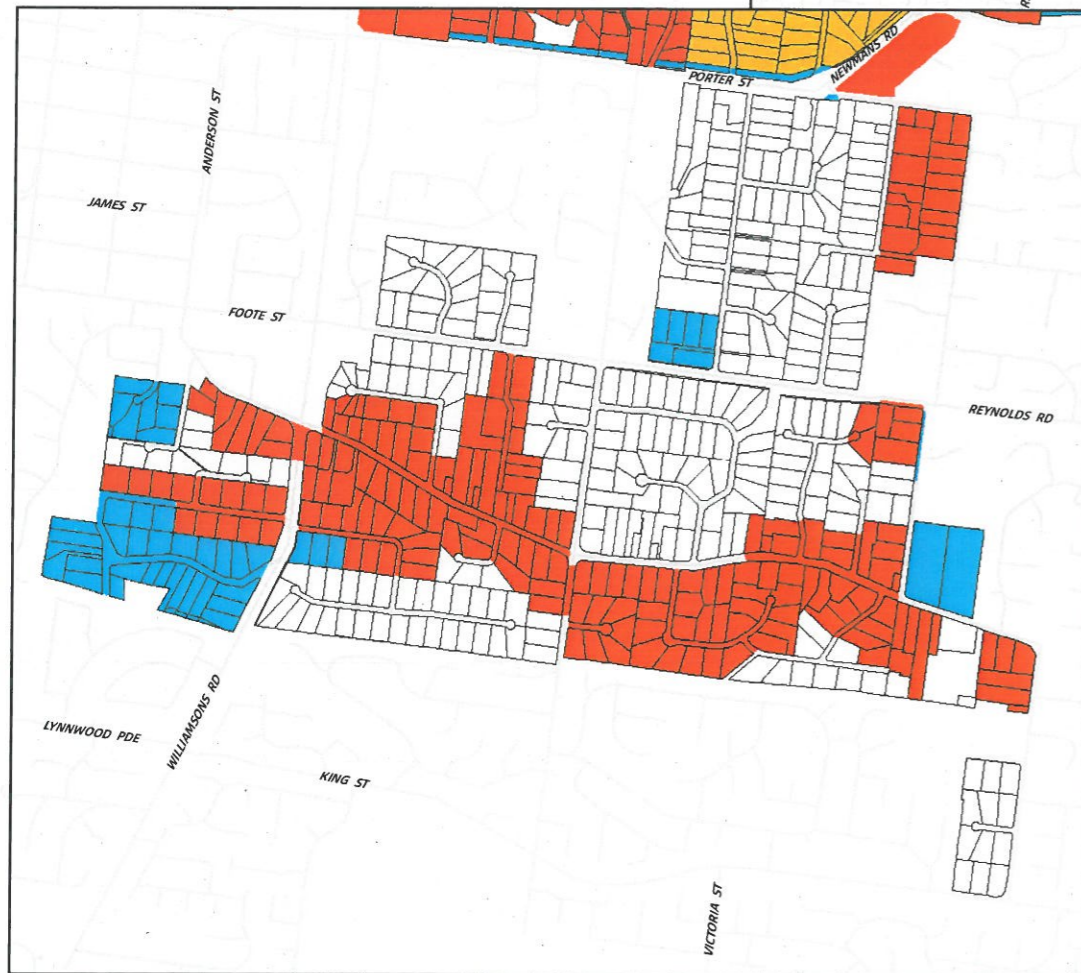 NEWMANS RD
PORTER ST
ANDERSON ST
JAMES ST
FOOTE ST
REYNOLDS RD
WILLIAMSONS RD
LYNNWOOD PDE
KING ST
VICTORIA ST